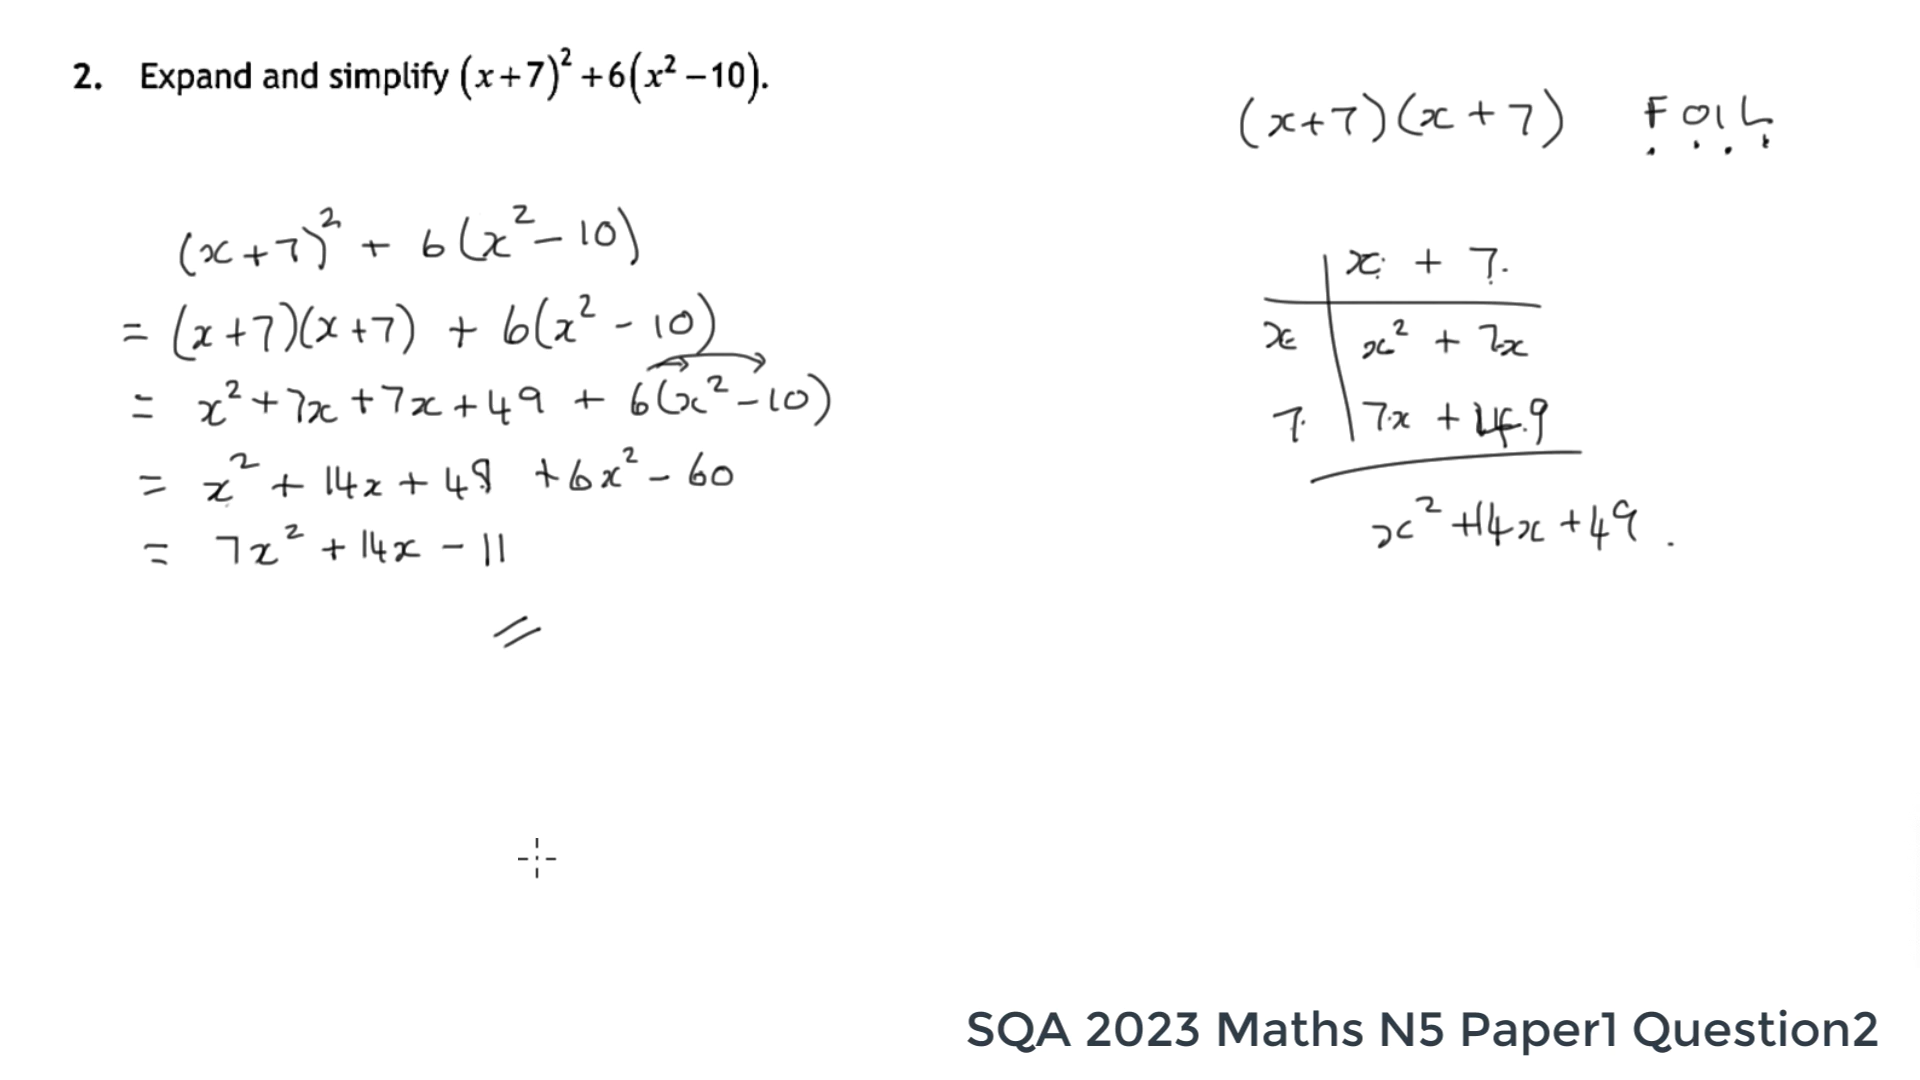 2. Expand and simplify (x+7)² +6(x² –10).
(x+7)² + 6(x² – 10)
= (x+7)(x+7) + 6(x² - 10)
= x² + 7x + 7x + 49 + 6(x² – 10)
= x² + 14x + 49 + 6x² – 60
= 7x² + 14x – 11
(x+7)(x+7) FOIL
x + 7
x x² + 7x
7 7x + 49
x² + 14x + 49.
SQA 2023 Maths N5 Paper1 Question2